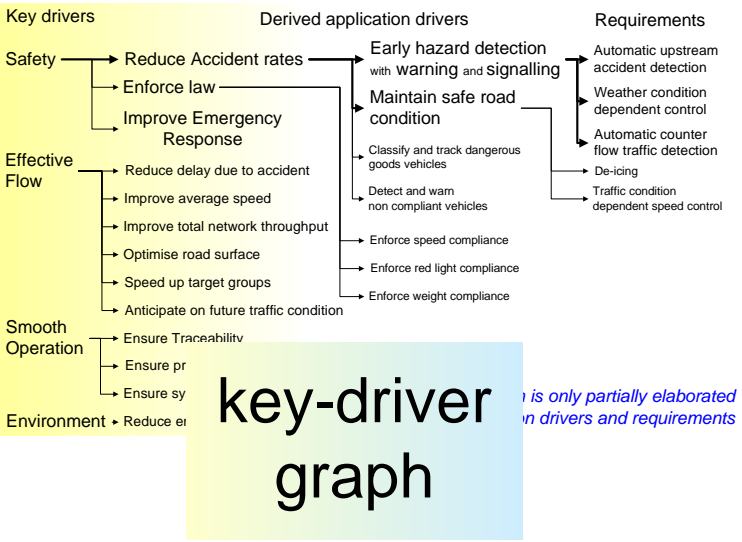 Key drivers
Derived application drivers
Requirements
Safety
Reduce Accident rates
Early hazard detection
with warning and signalling
Automatic upstream
accident detection
Enforce law
Maintain safe road
condition
Weather condition
dependent control
Improve Emergency
Response
Automatic counter
flow traffic detection
Classify and track dangerous
goods vehicles
De-icing
Detect and warn
non compliant vehicles
Traffic condition
dependent speed control
Effective
Flow
Reduce delay due to accident
Improve average speed
Improve total network throughput
Optimise road surface
Speed up target groups
Anticipate on future traffic condition
Enforce speed compliance
Enforce red light compliance
Enforce weight compliance
Smooth
Operation
Ensure Traceability
Ensure
Ensure
Environment
Reduce
is only partially elaborated
drivers and requirements
key-driver
graph